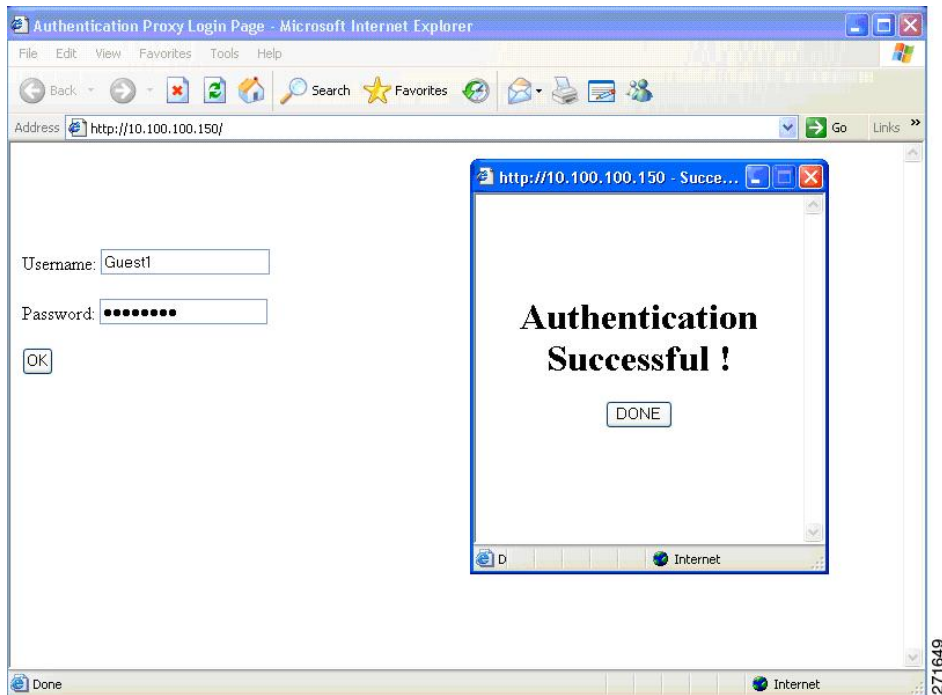 Authentication Proxy Login Page - Microsoft Internet Explorer
File Edit View Favorites Tools Help
Back Search Favorites
Address http://10.100.100.150/ Go Links »
http://10.100.100.150 - Succe...
Username: Guest1
Password: ••••••••
OK
Authentication
Successful !
DONE
D Internet
Done Internet
271649